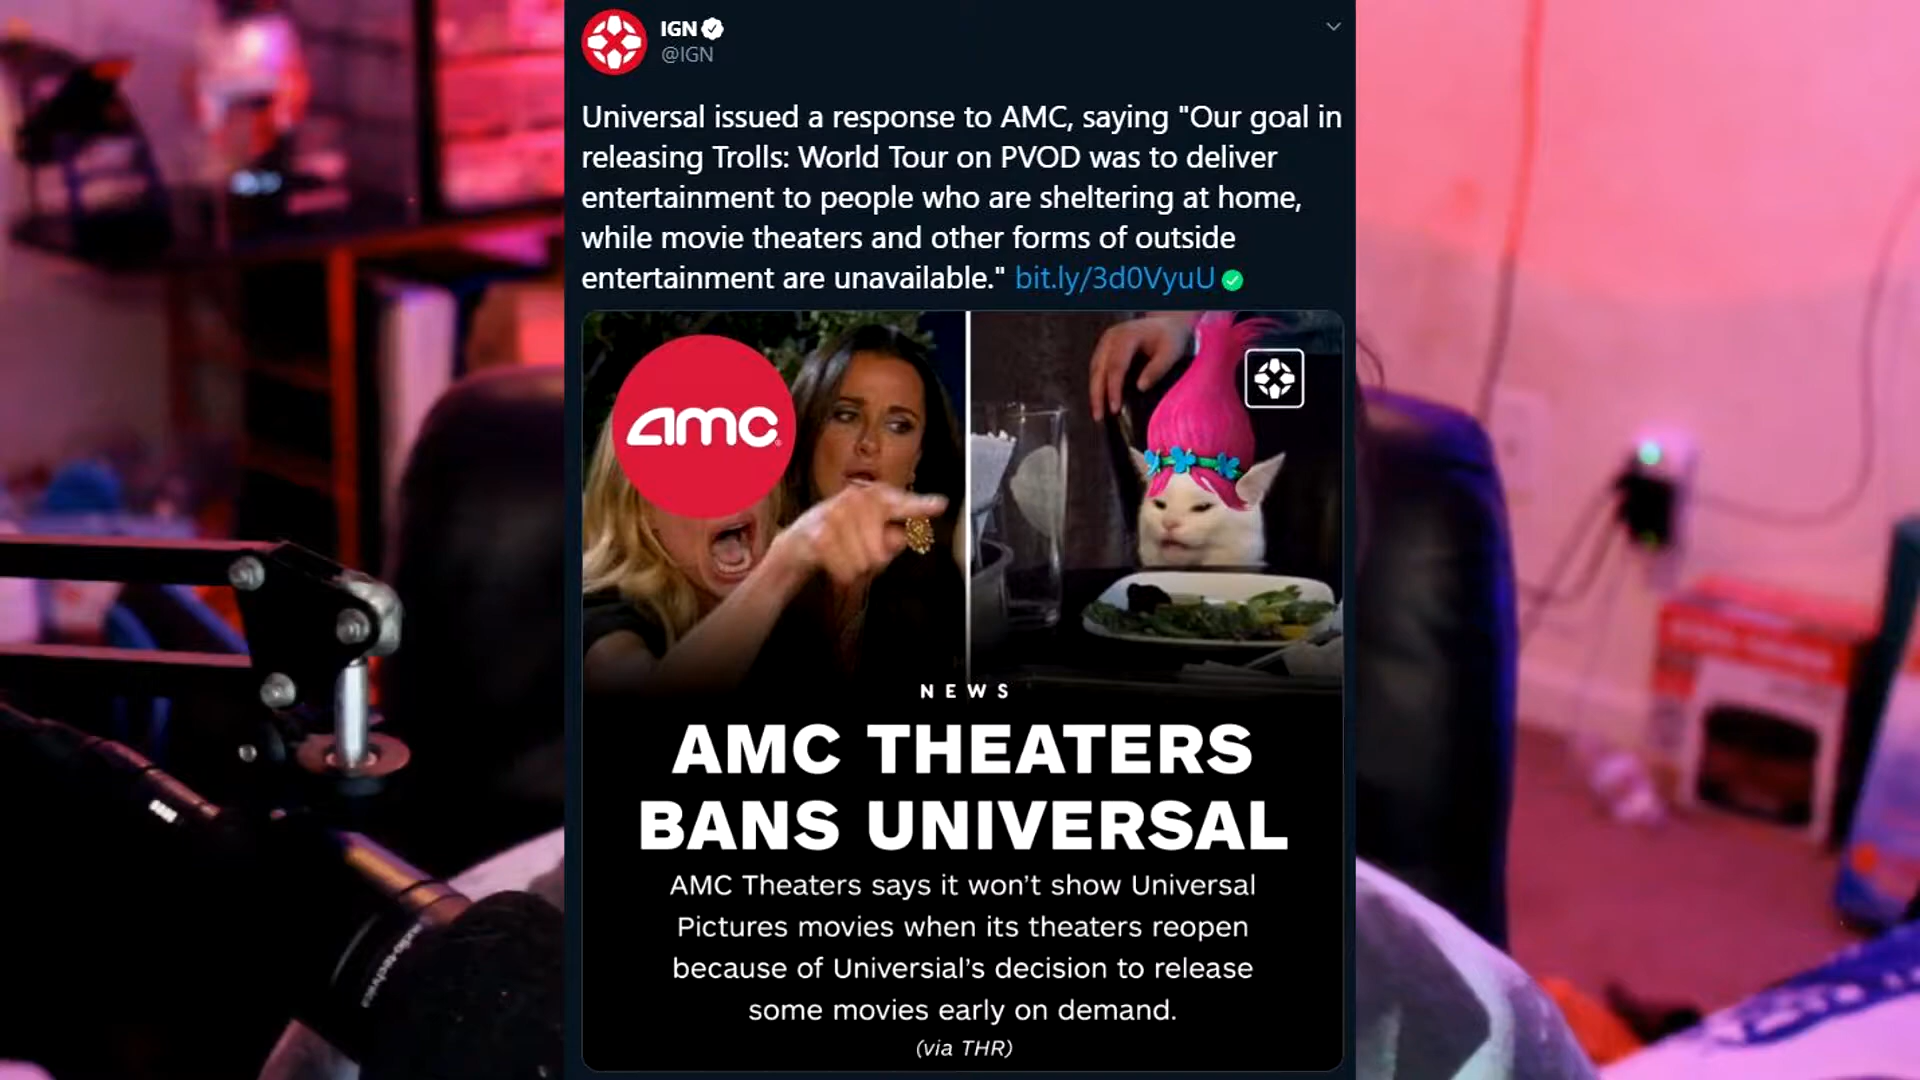 IGN
@IGN
Universal issued a response to AMC, saying "Our goal in
releasing Trolls: World Tour on PVOD was to deliver
entertainment to people who are sheltering at home,
while movie theaters and other forms of outside
entertainment are unavailable." bit.ly/3d0VyuU
amc
NEWS
AMC THEATERS
BANS UNIVERSAL
AMC Theaters says it won't show Universal
Pictures movies when its theaters reopen
because of Universial's decision to release
some movies early on demand.
(via THR)
audio-technica